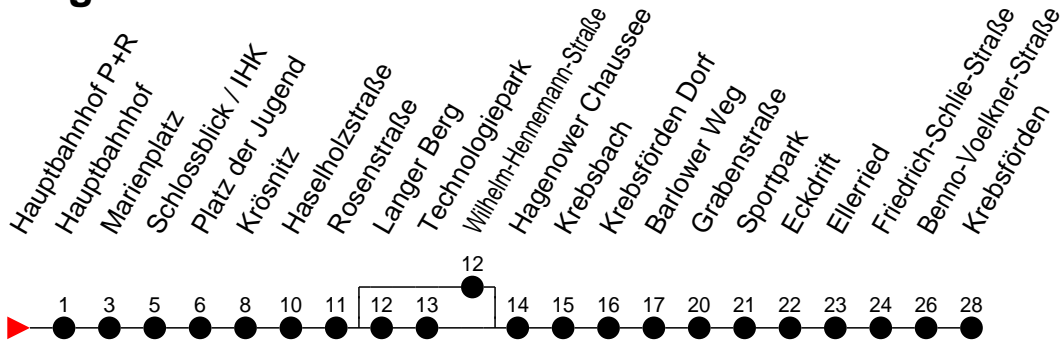 Hauptbahnhof P+R
Hauptbahnhof
Marienplatz
Schlossblick / IHK
Platz der Jugend
Krösnitz
Haselholzstraße
Rosenstraße
Langer Berg
Technologiepark
Wilhelm-Hennemann-Straße
Hagenower Chaussee
Krebsbach
Krebsförden Dorf
Barlower Weg
Grabenstraße
Sportpark
Eckdrift
Ellerried
Friedrich-Schlie-Straße
Benno-Voelkner-Straße
Krebsförden
12
1 3 5 6 8 10 11 12 13 14 15 16 17 20 21 22 23 24 26 28